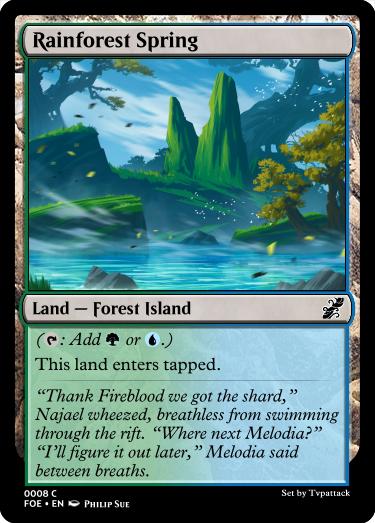 Rainforest Spring
Land — Forest Island
(: Add or .)
This land enters tapped.
“Thank Fireblood we got the shard,”
Najael wheezed, breathless from swimming
through the rift. “Where next Melodia?”
“I’ll figure it out later,” Melodia said
between breaths.
0008 C
Set by Tvpattack
FOE • EN PHILIP SUE